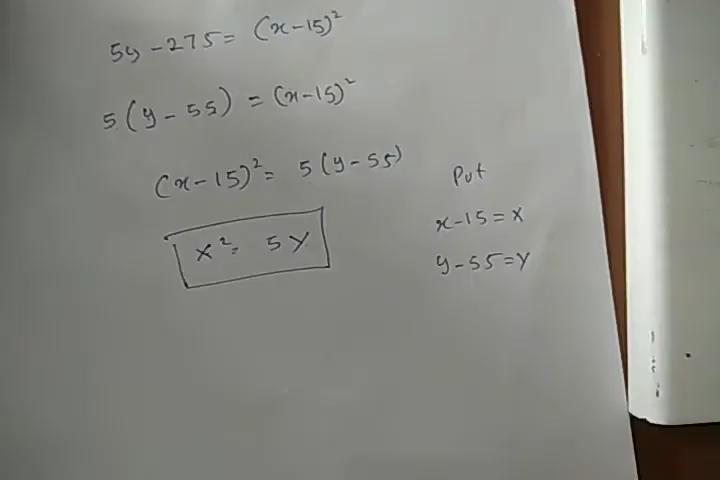 5y - 275 = (x-15)²
5(y - 55) = (x-15)²
(x-15)² = 5(y-55)
Put
x-15 = X
X² = 5Y
y-55 = Y